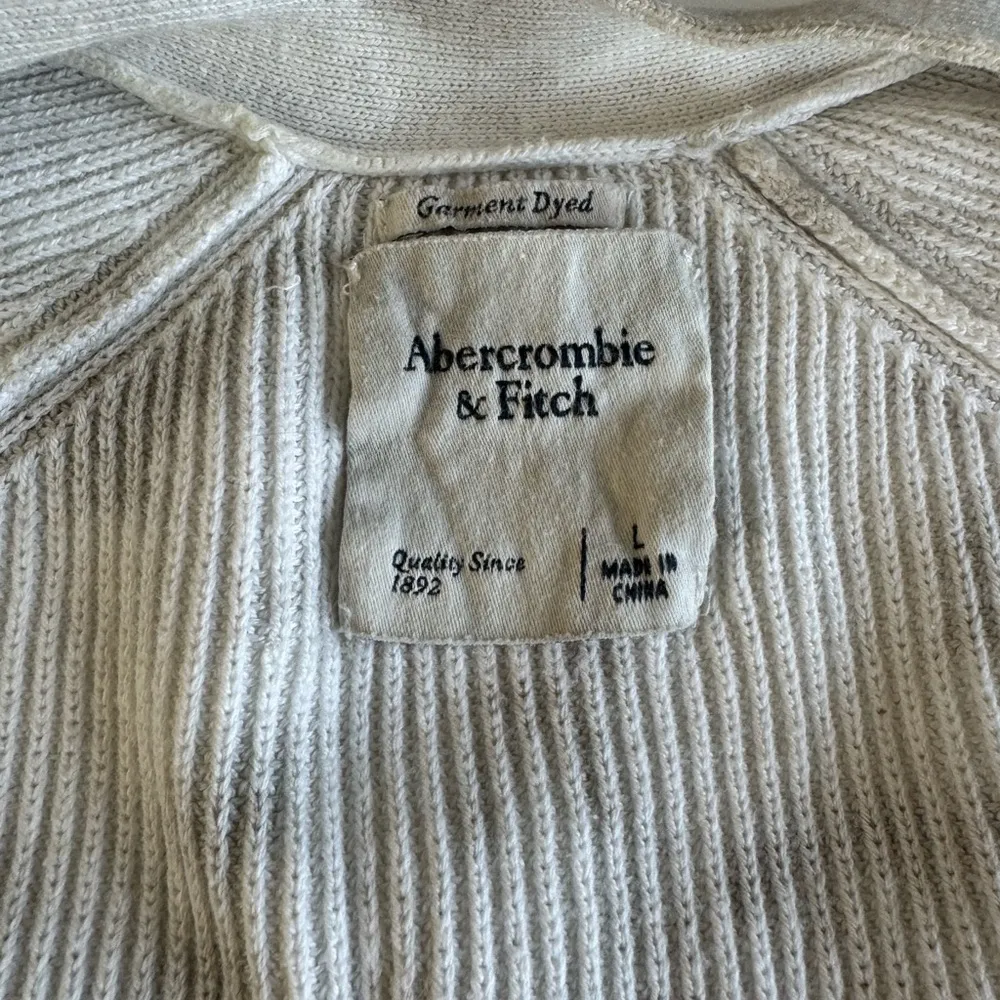 Garment Dyed
Abercrombie
& Fitch
Quality Since
1892
L
MADE IN
CHINA